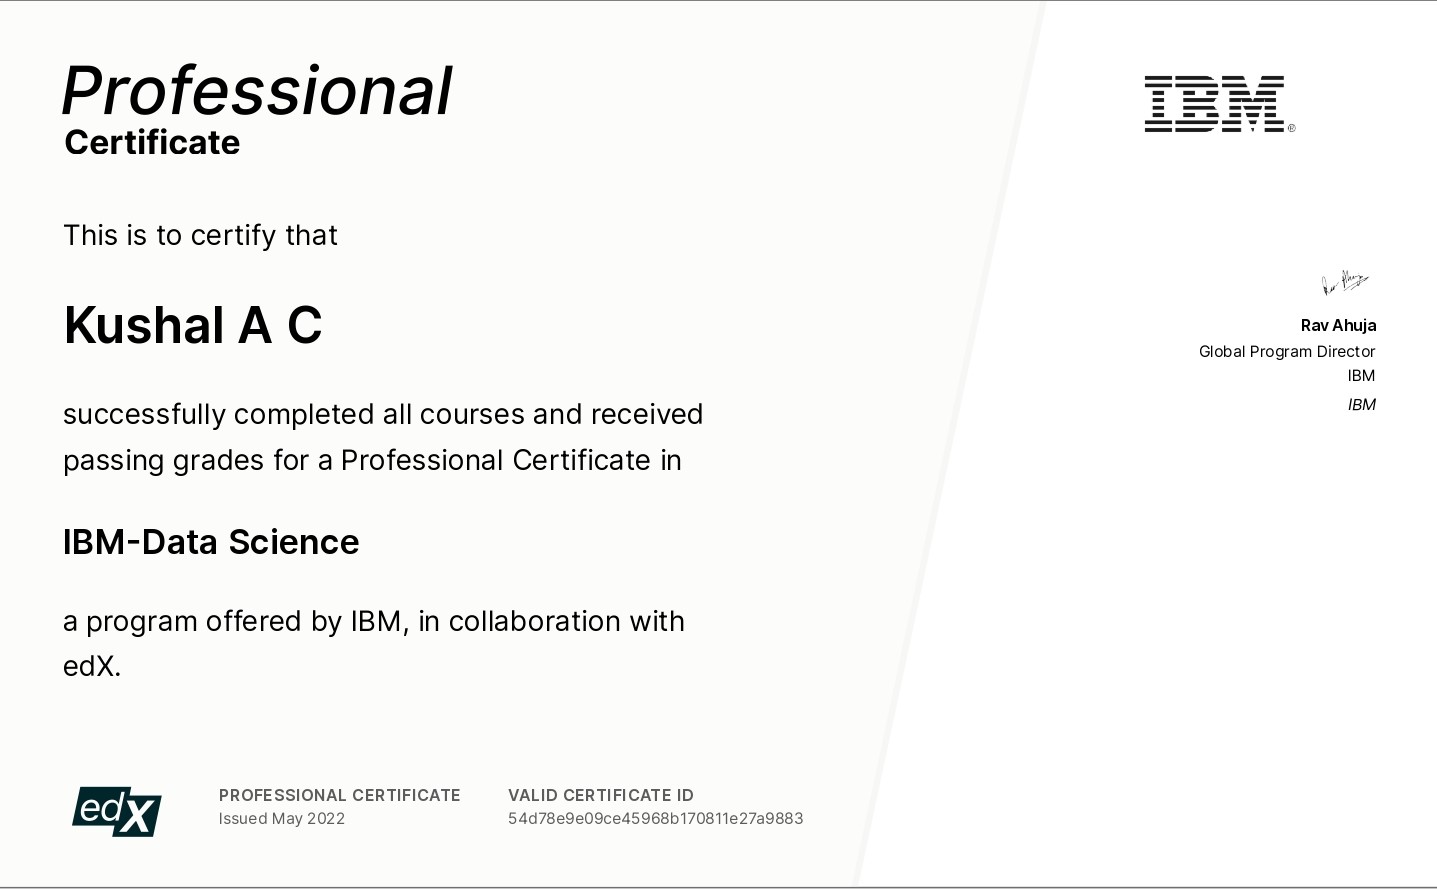 Professional
Certificate
This is to certify that
Kushal A C
successfully completed all courses and received
passing grades for a Professional Certificate in
IBM-Data Science
a program offered by IBM, in collaboration with
edX.
edX
PROFESSIONAL CERTIFICATE
Issued May 2022
VALID CERTIFICATE ID
54d78e9e09ce45968b170811e27a9883
IBM®
Rav Ahuja
Rav Ahuja
Global Program Director
IBM
IBM